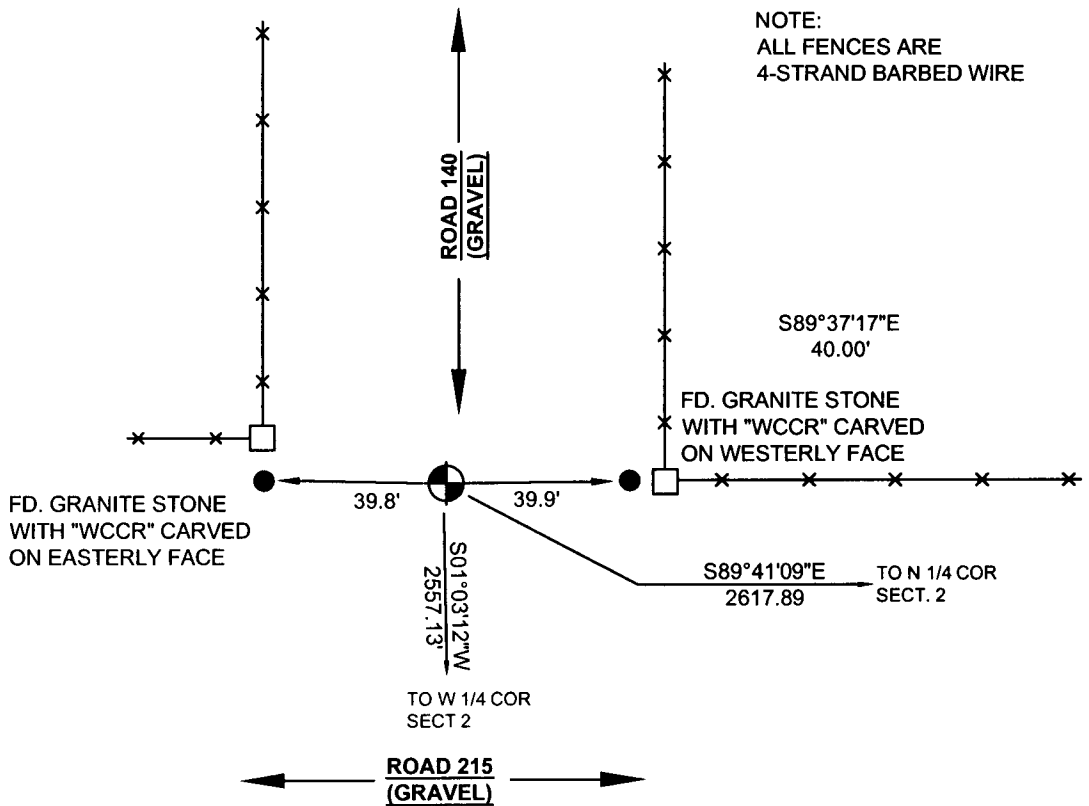 NOTE:
ALL FENCES ARE
4-STRAND BARBED WIRE
ROAD 140
(GRAVEL)
S89°37'17"E
40.00'
FD. GRANITE STONE
WITH "WCCR" CARVED
ON WESTERLY FACE
FD. GRANITE STONE
WITH "WCCR" CARVED
ON EASTERLY FACE
39.8'
39.9'
S01°03'12"W
2557.13'
S89°41'09"E
2617.89
TO N 1/4 COR
SECT. 2
TO W 1/4 COR
SECT 2
ROAD 215
(GRAVEL)